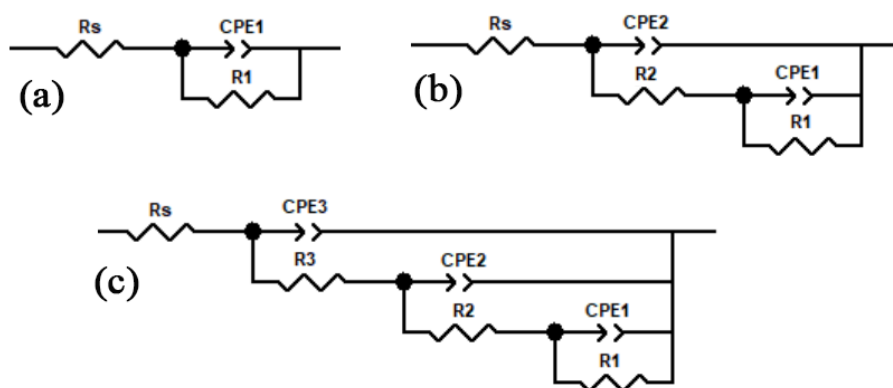 Rs
CPE1
R1
(a)
Rs
CPE2
R2
CPE1
R1
(b)
Rs
CPE3
R3
CPE2
R2
CPE1
R1
(c)